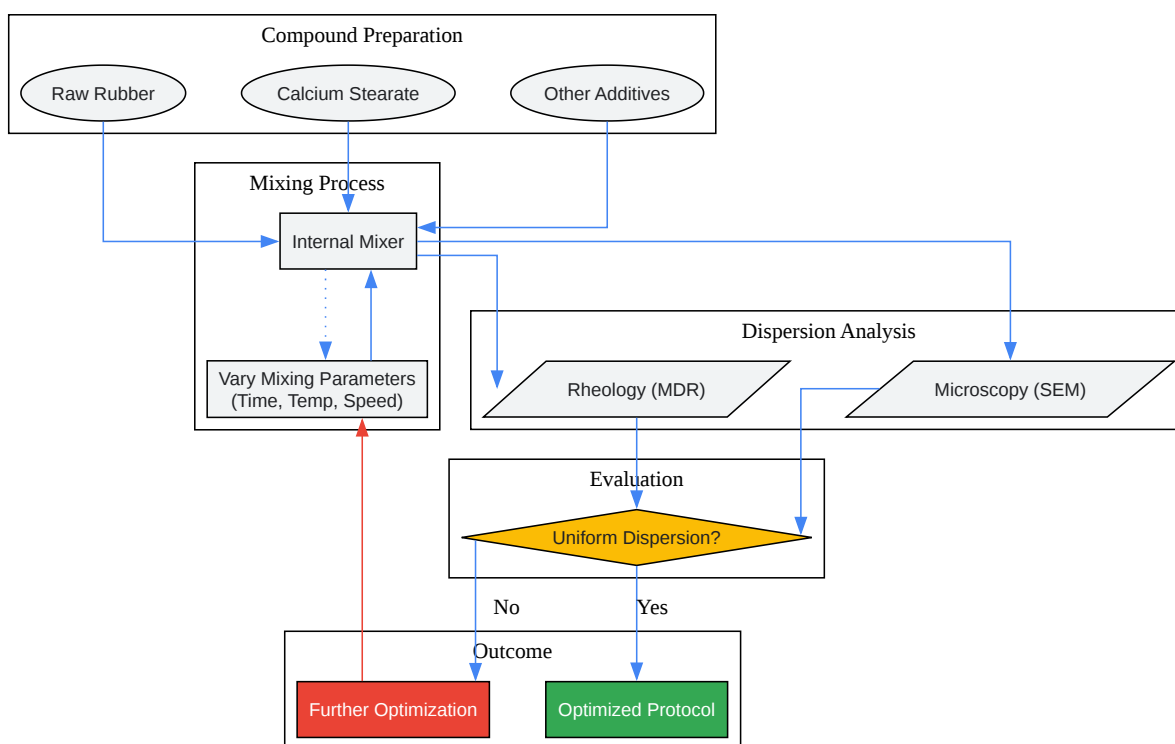 Compound Preparation
Raw Rubber
Calcium Stearate
Other Additives
Mixing Process
Internal Mixer
Vary Mixing Parameters
(Time, Temp, Speed)
Dispersion Analysis
Rheology (MDR)
Microscopy (SEM)
Evaluation
Uniform Dispersion?
No
Yes
Outcome
Further Optimization
Optimized Protocol